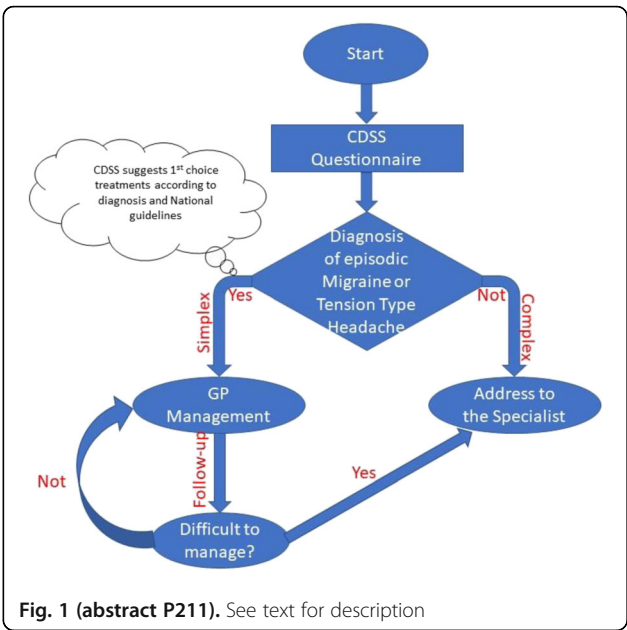 Start
CDSS
Questionnaire
CDSS suggests 1st choice
treatments according to
diagnosis and National
guidelines
Diagnosis
of episodic
Migraine or
Tension Type
Headache
Yes
Not
Simplex
Complex
GP
Management
Address to
the Specialist
Follow-up
Not
Yes
Difficult to
manage?
Fig. 1 (abstract P211). See text for description